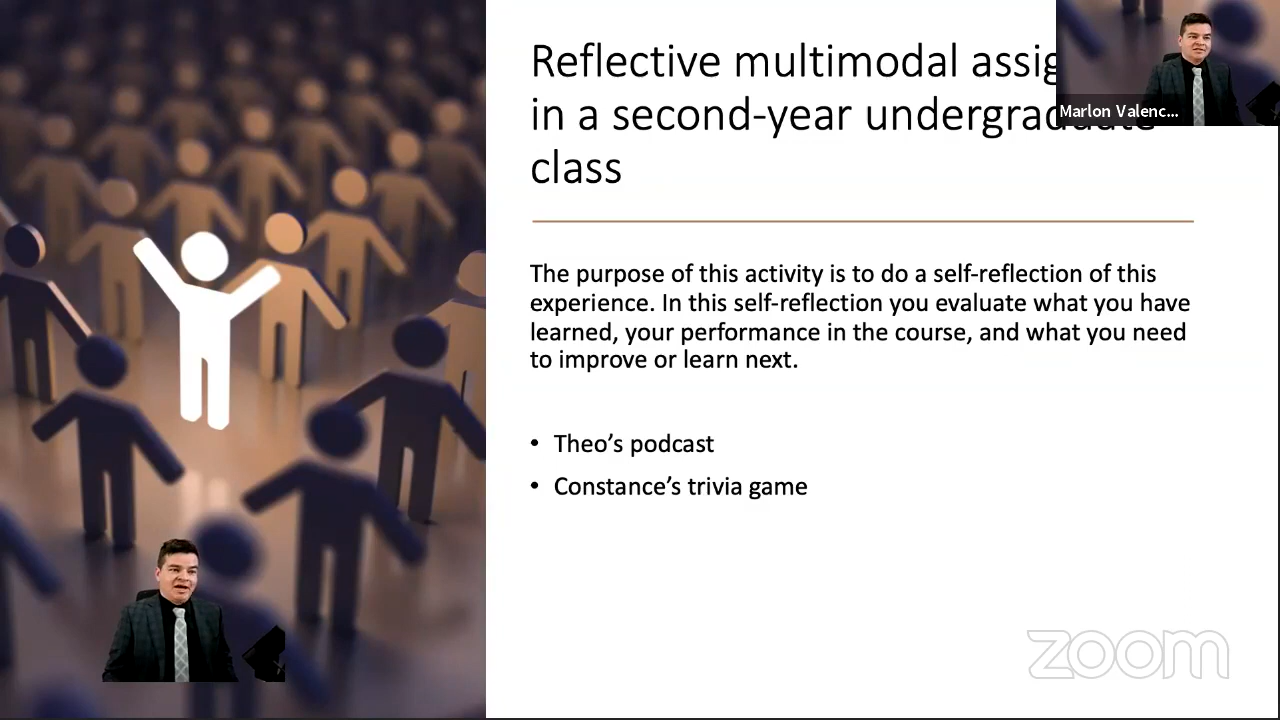 Reflective multimodal assig
in a second-year undergraduate
class
Marlon Valenc...
The purpose of this activity is to do a self-reflection of this
experience. In this self-reflection you evaluate what you have
learned, your performance in the course, and what you need
to improve or learn next.
• Theo’s podcast
• Constance’s trivia game
zoom